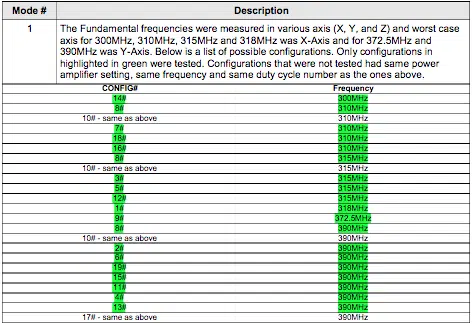 Mode # Description
1 The Fundamental frequencies were measured in various axis (X, Y, and Z) and worst case
axis for 300MHz, 310MHz, 315MHz and 318MHz was X-Axis and for 372.5MHz and
390MHz was Y-Axis. Below is a list of possible configurations. Only configurations in
highlighted in green were tested. Configurations that were not tested had same power
amplifier setting, same frequency and same duty cycle number as the ones above.
CONFIG# Frequency
14# 300MHz
8# 310MHz
10# - same as above 310MHz
7# 310MHz
18# 310MHz
16# 310MHz
8# 315MHz
10# - same as above 315MHz
3# 315MHz
5# 315MHz
12# 315MHz
1# 318MHz
9# 372.5MHz
8# 390MHz
10# - same as above 390MHz
2# 390MHz
6# 390MHz
19# 390MHz
15# 390MHz
11# 390MHz
4# 390MHz
13# 390MHz
17# - same as above 390MHz